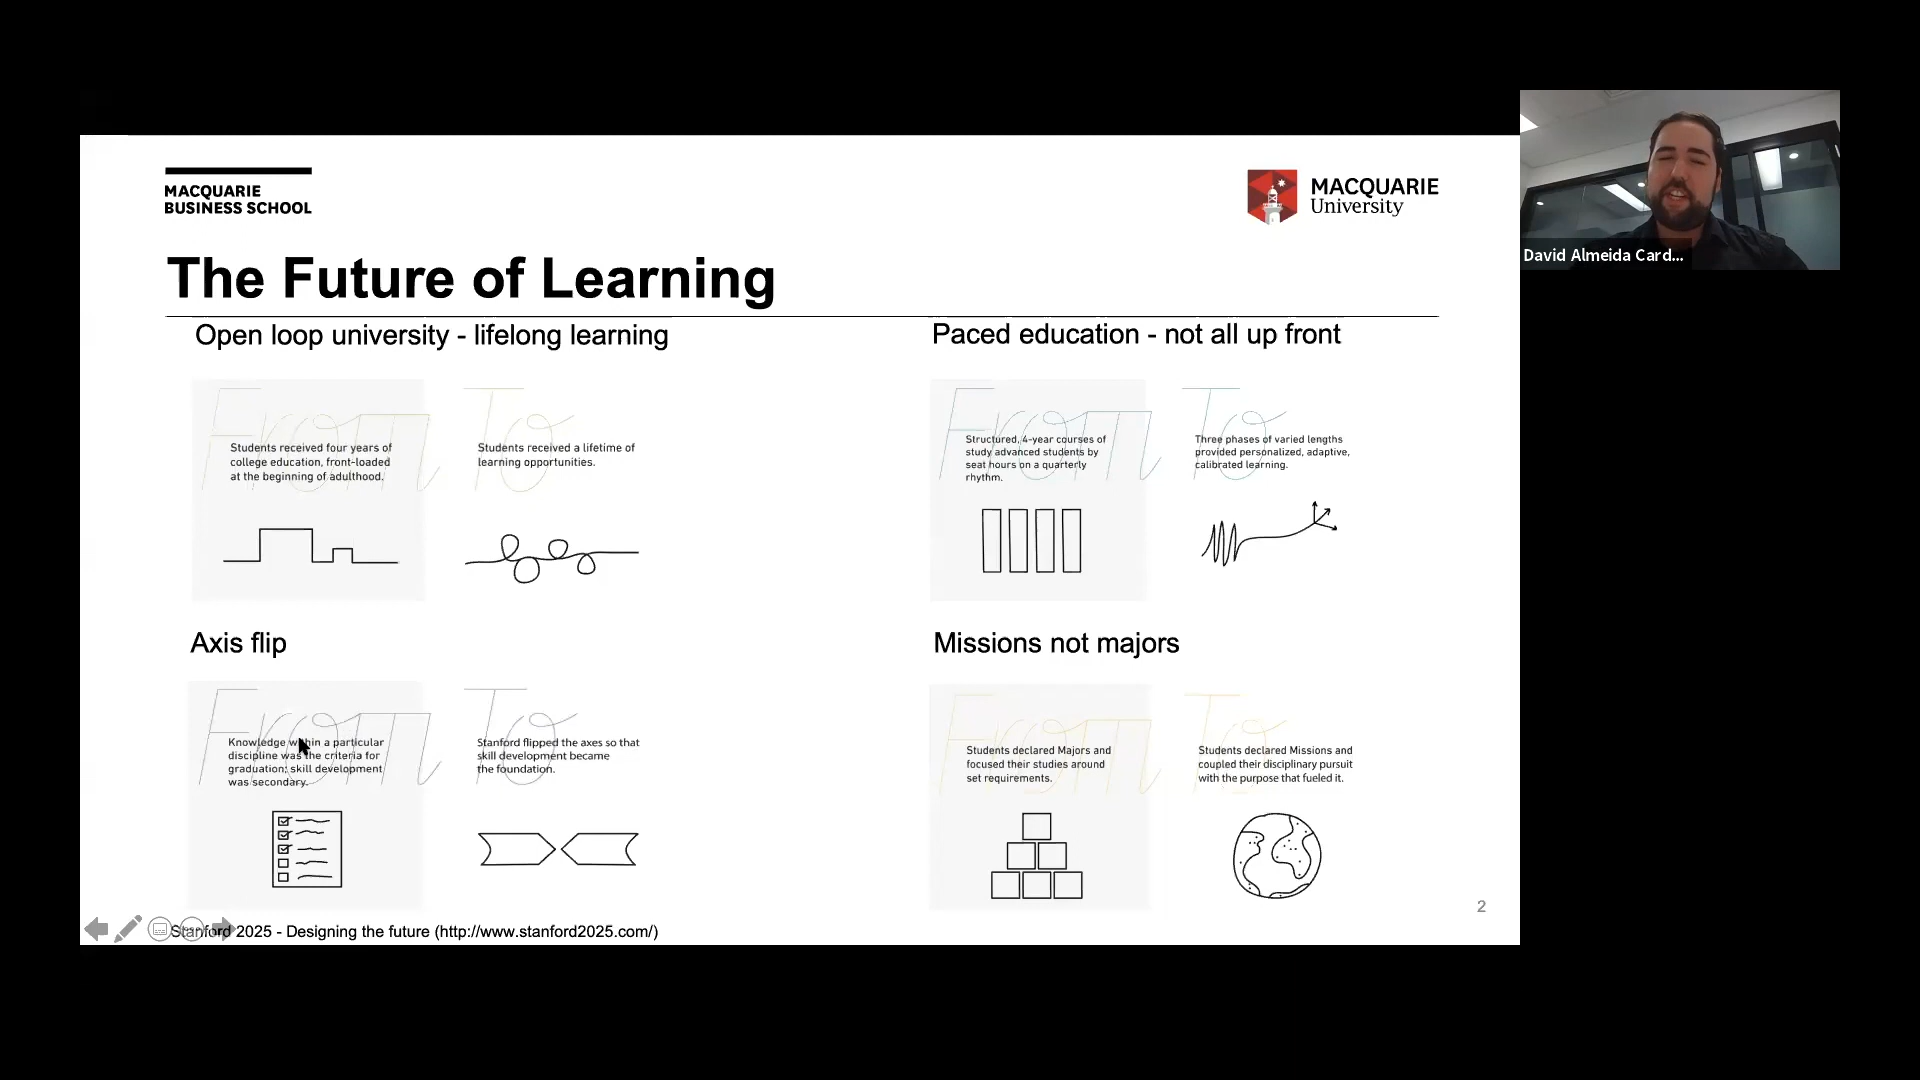 MACQUARIE
BUSINESS SCHOOL
MACQUARIE
University
David Almeida Card...
The Future of Learning
Open loop university - lifelong learning
From To
Students received four years of
college education, front-loaded
at the beginning of adulthood.
Students received a lifetime of
learning opportunities.
Paced education - not all up front
From To
Structured, 4-year courses of
study advanced students by
seat hours on a quarterly
rhythm.
Three phases of varied lengths
provided personalized, adaptive,
calibrated learning.
Axis flip
From To
Knowledge within a particular
discipline was the criteria for
graduation; skill development
was secondary.
Stanford flipped the axes so that
skill development became
the foundation.
Missions not majors
From To
Students declared Majors and
focused their studies around
set requirements.
Students declared Missions and
coupled their disciplinary pursuit
with the purpose that fueled it.
2
Stanford 2025 - Designing the future (http://www.stanford2025.com/)